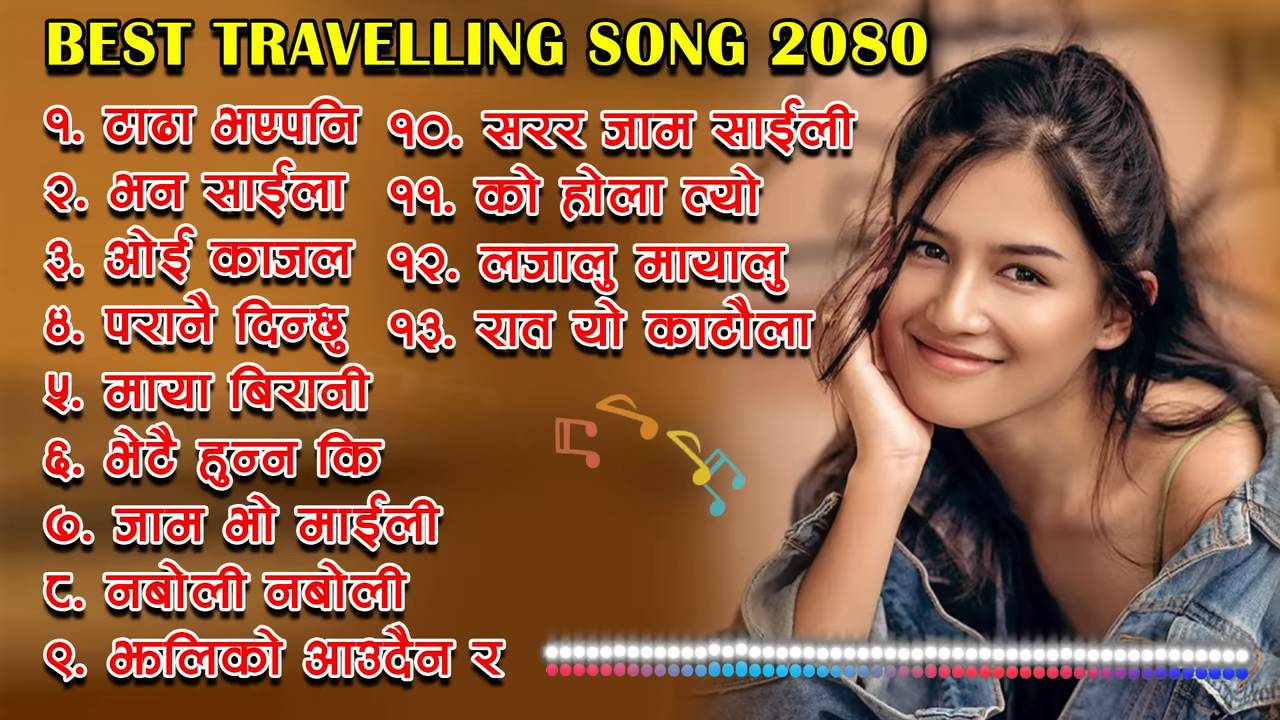 BEST TRAVELLING SONG 2080
१. टाढा भएपनि
२. भन साईला
३. ओई काजल
४. परानै दिन्छु
५. माया बिरानी
६. भेटै हुन्न कि
७. जाम भो माईली
८. नबोली नबोली
९. झलिको आउदैन र
१०. सरर जाम साईली
११. को होला त्यो
१२. लजालु मायालु
१३. रात यो काटौला